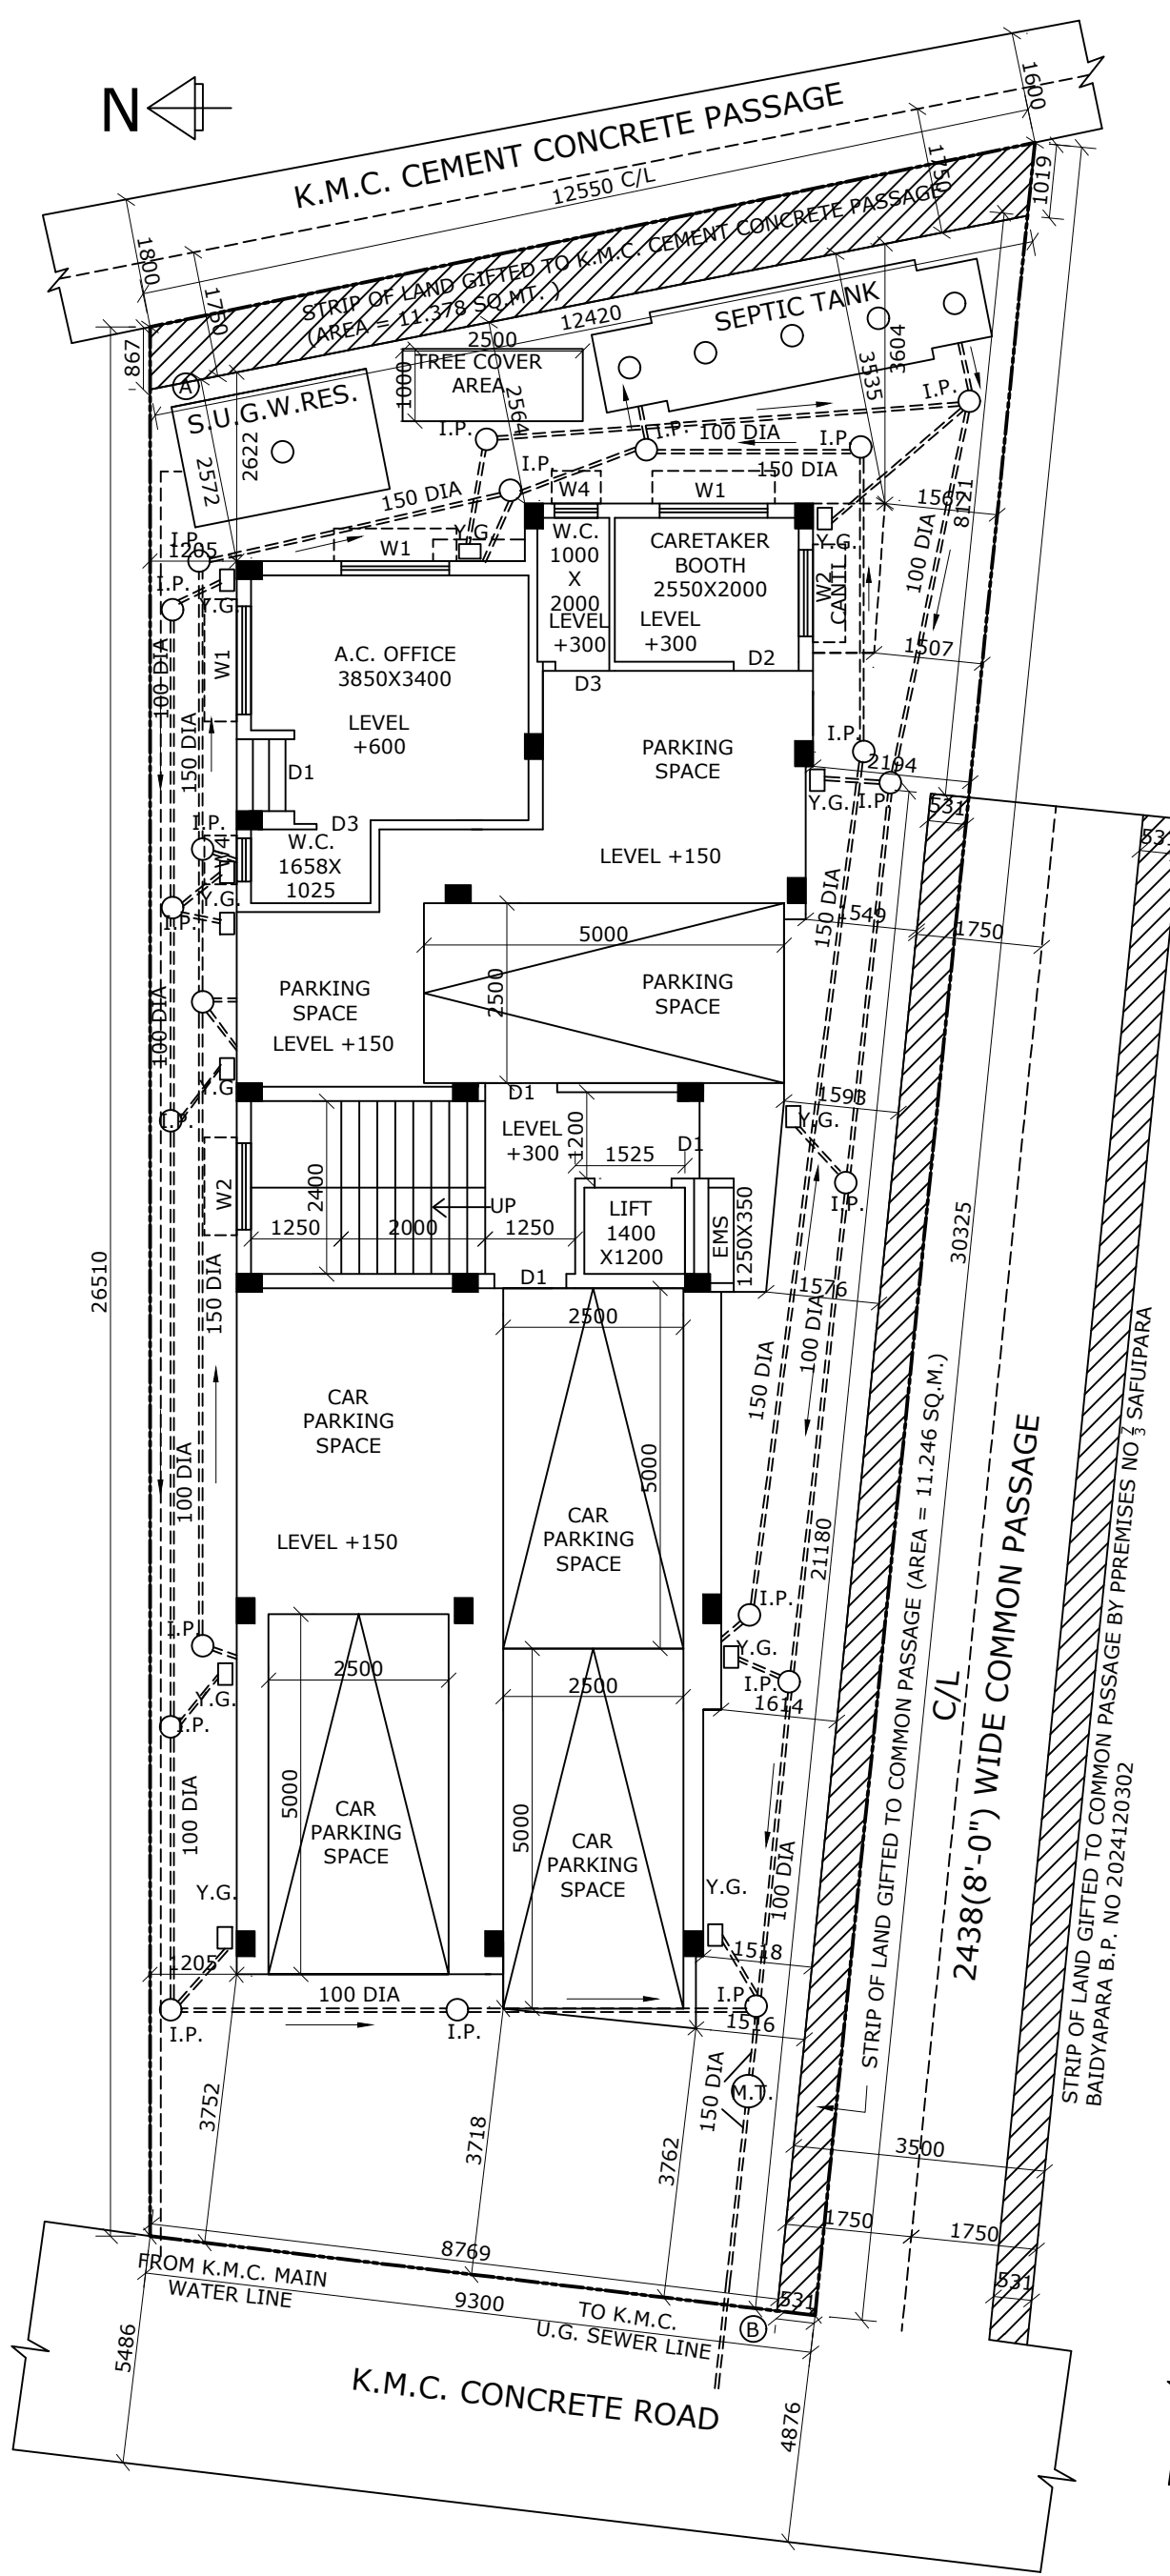 N
K.M.C. CEMENT CONCRETE PASSAGE
1600
12550 C/L
1750
1019
1800
1750
STRIP OF LAND GIFTED TO K.M.C. CEMENT CONCRETE PASSAGE
(AREA = 11.378 SQ.MT. )
867
12420
SEPTIC TANK
3604
3535
2500
TREE COVER
AREA
1000
2564
A
S.U.G.W.RES.
2622
2572
I.P.
I.P.
I.P.
I.P.
I.P.
100 DIA
150 DIA
150 DIA
W4
W1
1567
8121
100 DIA
I.P.
1205
W1
Y.G.
W.C.
1000
X
2000
LEVEL
+300
CARETAKER
BOOTH
2550X2000
LEVEL
+300
Y.G.
W2
CANTIL
I.P.
Y.G.
W1
A.C. OFFICE
3850X3400
LEVEL
+600
D2
D3
1507
100 DIA
150 DIA
D1
PARKING
SPACE
I.P.
2194
Y.G.
I.P.
531
531
I.P.
D3
W.C.
1658X
1025
W4
Y.G.
I.P.
LEVEL +150
150 DIA
1549
1750
5000
2500
PARKING
SPACE
PARKING
SPACE
LEVEL +150
100 DIA
Y.G
I.P.
D1
LEVEL
+300
1200
1525
D1
1593
Y.G.
I.P.
W2
2400
1250
2000
UP
1250
LIFT
1400
X1200
EMS
1250X350
D1
30325
1576
26510
150 DIA
2500
100 DIA
150 DIA
CAR
PARKING
SPACE
5000
100 DIA
CAR
PARKING
SPACE
LEVEL +150
21180
STRIP OF LAND GIFTED TO COMMON PASSAGE (AREA = 11.246 SQ.M.)
C/L
2438(8'-0") WIDE COMMON PASSAGE
STRIP OF LAND GIFTED TO COMMON PASSAGE BY PPREMISES NO 7/3 SAFUIPARA
BAIDYAPARA B.P. NO 2024120302
I.P.
I.P.
Y.G.
I.P.
2500
2500
1614
Y.G.
I.P.
5000
CAR
PARKING
SPACE
5000
CAR
PARKING
SPACE
100 DIA
100 DIA
Y.G.
Y.G.
1205
1518
100 DIA
I.P.
I.P.
I.P.
1516
150 DIA
M.T.
3752
3718
3762
3500
1750
1750
8769
FROM K.M.C. MAIN
WATER LINE
9300
531
531
TO K.M.C.
U.G. SEWER LINE
B
5486
K.M.C. CONCRETE ROAD
4876